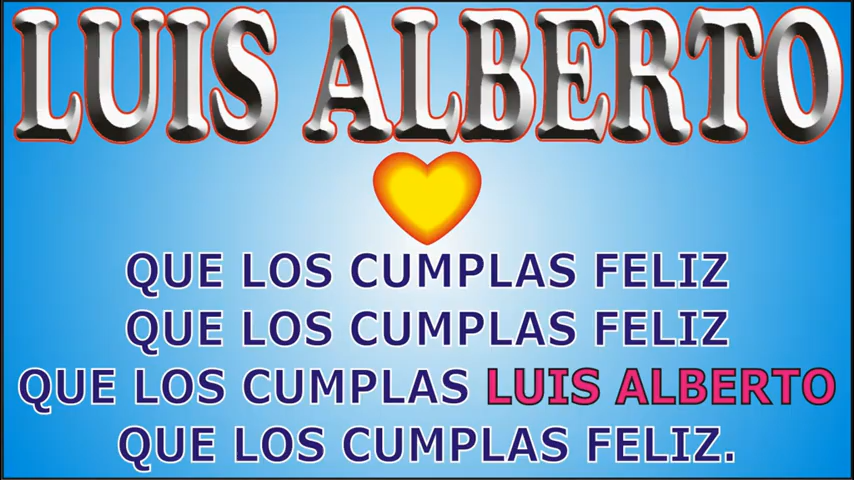 LUIS ALBERTO
QUE LOS CUMPLAS FELIZ
QUE LOS CUMPLAS FELIZ
QUE LOS CUMPLAS LUIS ALBERTO
QUE LOS CUMPLAS FELIZ.